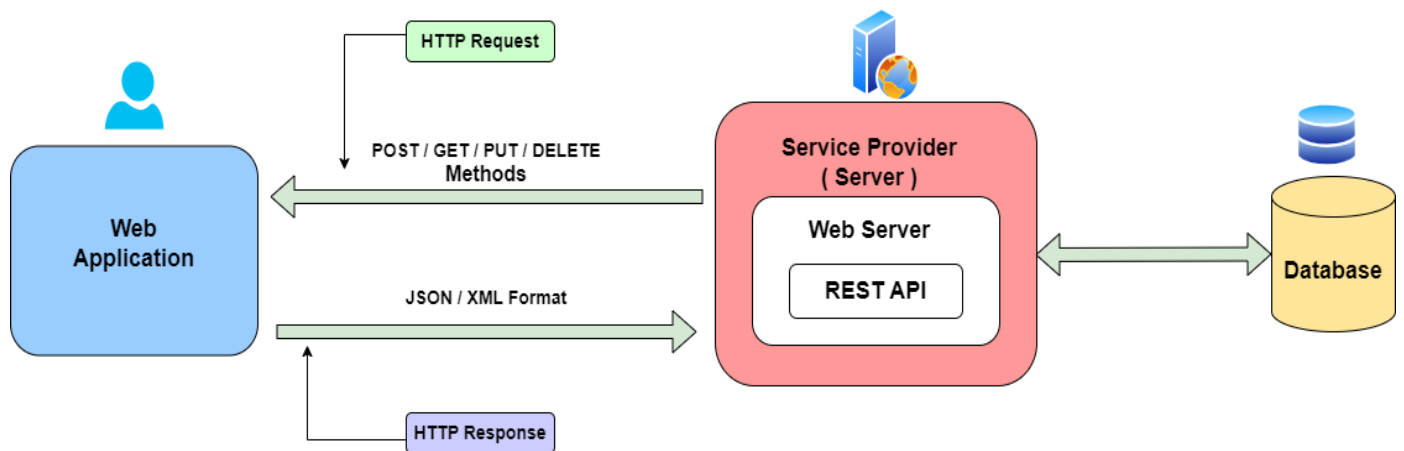 HTTP Request
POST / GET / PUT / DELETE
Methods
Web
Application
JSON / XML Format
HTTP Response
Service Provider
( Server )
Web Server
REST API
Database